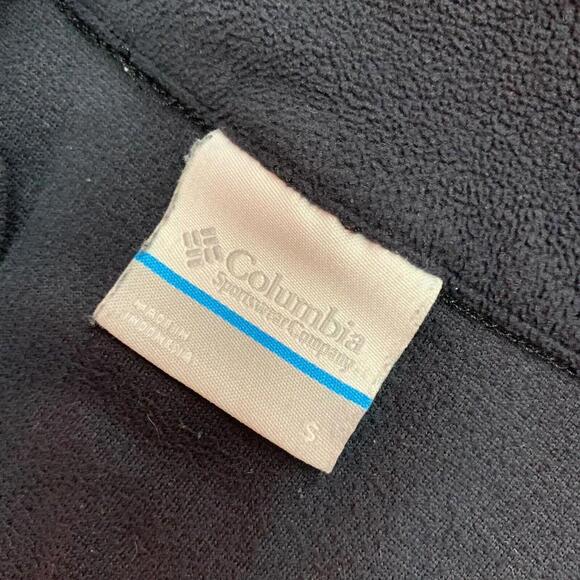 Columbia
Sportswear Company
MADE IN
INDONESIA
S